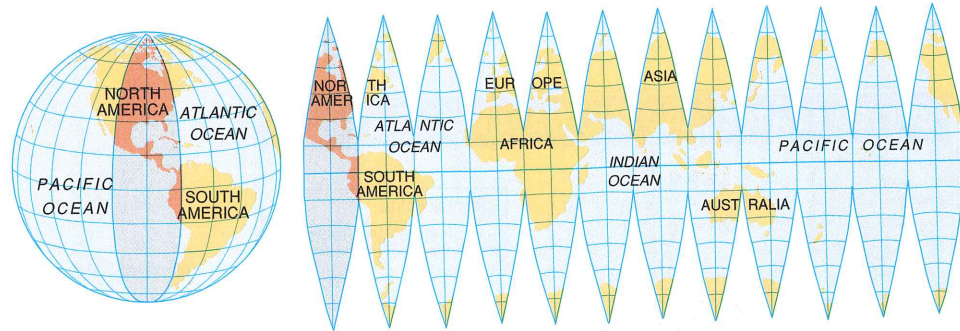 NORTH
AMERICA
ATLANTIC
OCEAN
PACIFIC
OCEAN
SOUTH
AMERICA
NOR TH
AMER ICA
ATLA NTIC
OCEAN
SOUTH
AMERICA
EUR OPE
AFRICA
ASIA
INDIAN
OCEAN
AUST RALIA
PACIFIC OCEAN